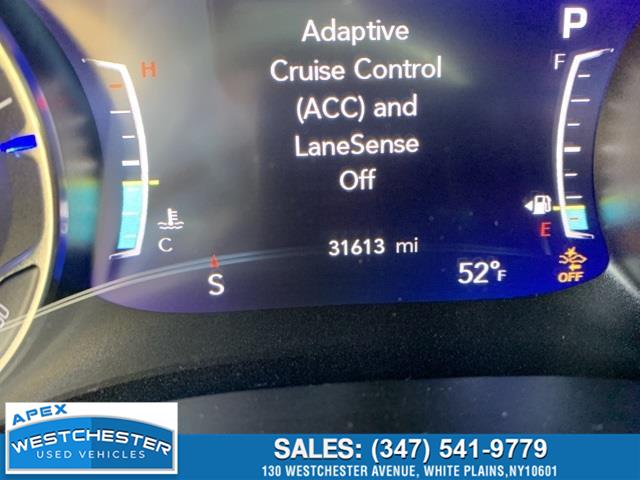 Adaptive
P
H
Cruise Control
F
(ACC) and
LaneSense
Off
C
31613 mi
E
S
52°F
OFF
APEX
WESTCHESTER
USED VEHICLES
SALES: (347) 541-9779
130 WESTCHESTER AVENUE, WHITE PLAINS,NY10601